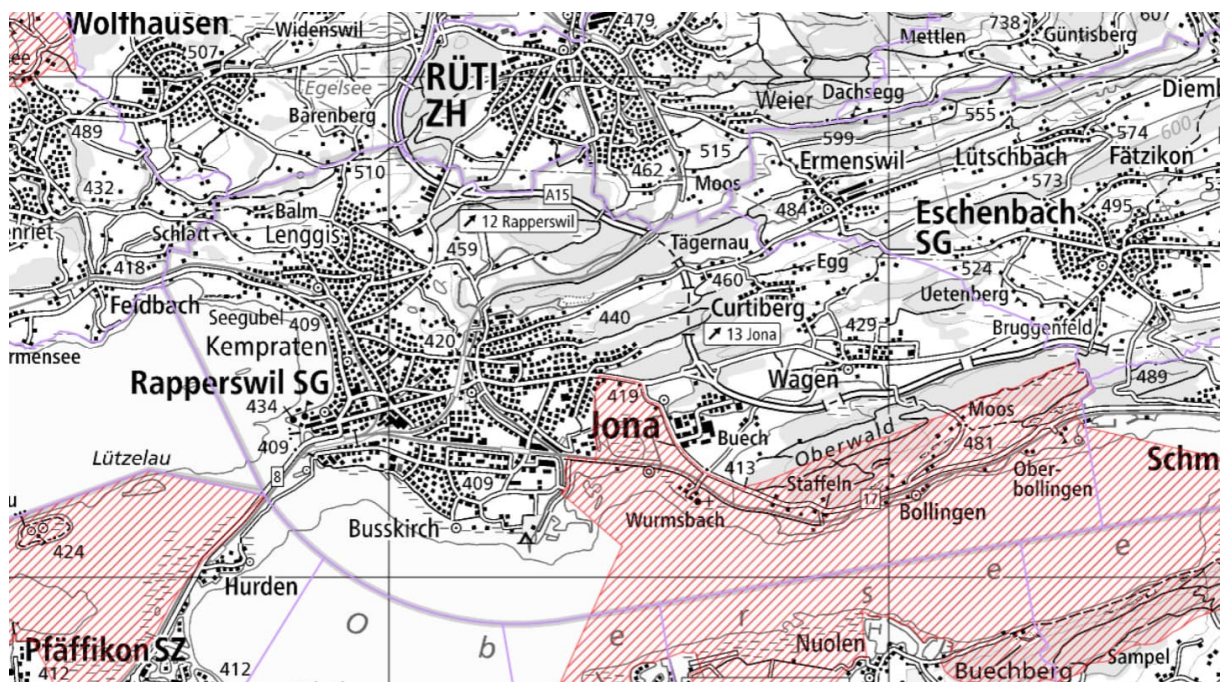 Wolfhausen
Widenswil
479
738
607
Güntisberg
Mettlen
507
Egelsee
RÜTI
ZH
Weier
Dachsegg
Barenberg
489
599
555
574
600
515
Ermenswil
Lütschbach
Fätzikon
510
462
Moos
573
432
A15
484
Eschenbach
SG
495
Balm
Lenggis
12 Rapperswil
Schlatt
459
Tägernau
418
Egg
524
460
Uetenberg
Feldbach
Seegubel
409
440
Curtiberg
429
Bruggenfeld
Kempraten
420
13 Jona
Rapperswil SG
Wagen
489
434
419
Moos
Jona
409
Buech
Oberwald
481
Lützelau
413
Ober-
bollingen
8
409
Staffeln
17
Bollingen
Busskirch
Wurmsbach
424
Hurden
O b e r s e e
Pfäffikon SZ
Nuolen
412
412
Buechberg
Sampel